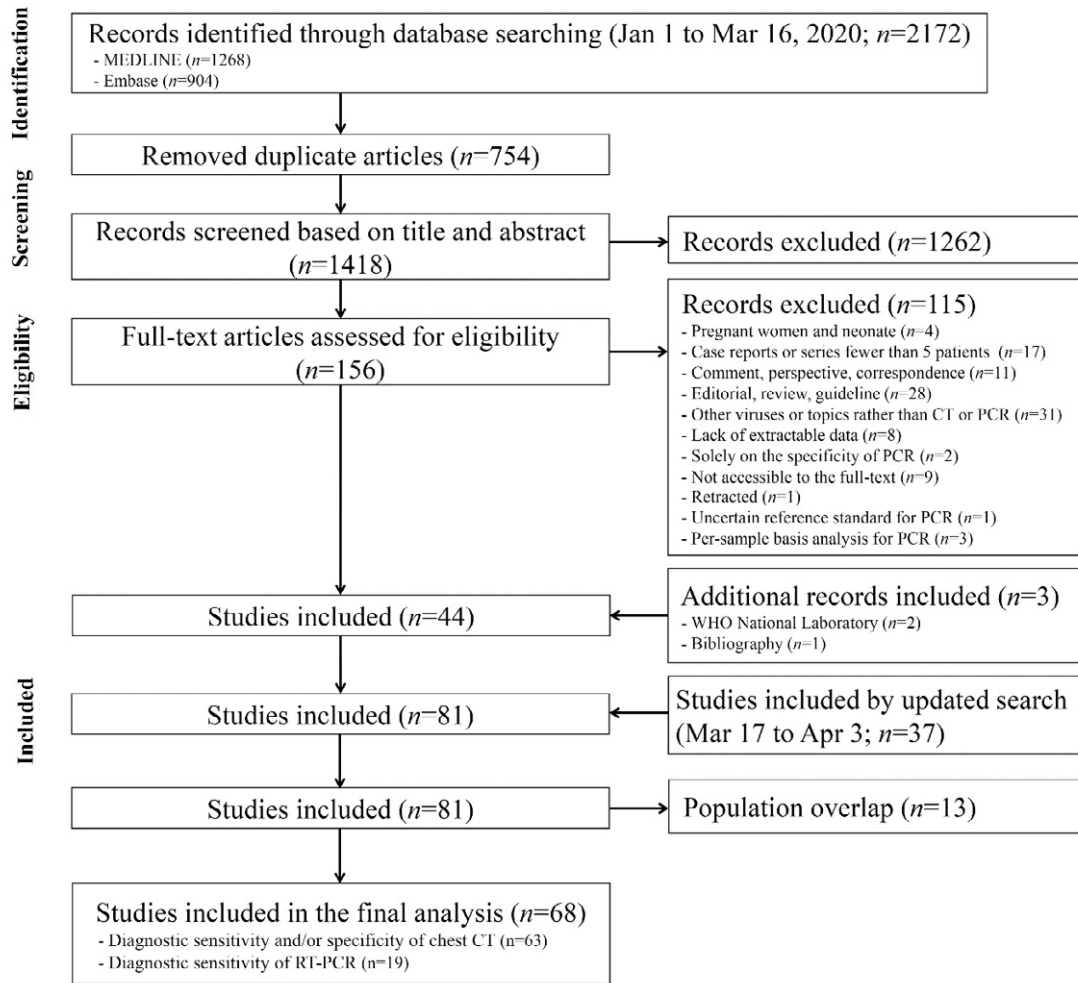 Identification
Records identified through database searching (Jan 1 to Mar 16, 2020; n=2172)
- MEDLINE (n=1268)
- Embase (n=904)
Removed duplicate articles (n=754)
Screening
Records screened based on title and abstract
(n=1418)
Records excluded (n=1262)
Eligibility
Full-text articles assessed for eligibility
(n=156)
Records excluded (n=115)
- Pregnant women and neonate (n=4)
- Case reports or series fewer than 5 patients (n=17)
- Comment, perspective, correspondence (n=11)
- Editorial, review, guideline (n=28)
- Other viruses or topics rather than CT or PCR (n=31)
- Lack of extractable data (n=8)
- Solely on the specificity of PCR (n=2)
- Not accessible to the full-text (n=9)
- Retracted (n=1)
- Uncertain reference standard for PCR (n=1)
- Per-sample basis analysis for PCR (n=3)
Included
Studies included (n=44)
Additional records included (n=3)
- WHO National Laboratory (n=2)
- Bibliography (n=1)
Studies included (n=81)
Studies included by updated search
(Mar 17 to Apr 3; n=37)
Studies included (n=81)
Population overlap (n=13)
Studies included in the final analysis (n=68)
- Diagnostic sensitivity and/or specificity of chest CT (n=63)
- Diagnostic sensitivity of RT-PCR (n=19)